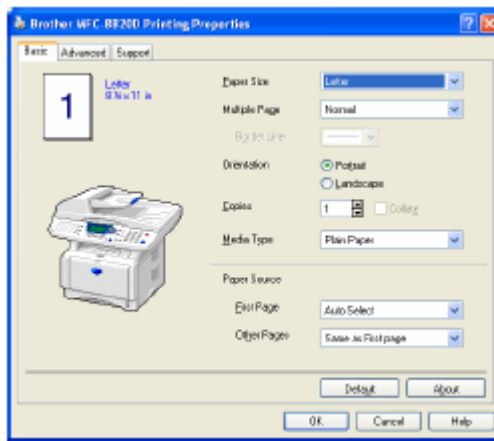 Brother MFC-8820D Printing Properties
Basic Advanced Support
1
Letter
8 ½ x 11 in
Paper Size Letter
Multiple Page Normal
Border Line
Orientation Portrait
Landscape
Copies 1 Collate
Media Type Plain Paper
Paper Source
First Page Auto Select
Other Pages Same as First page
Default About
OK Cancel Help